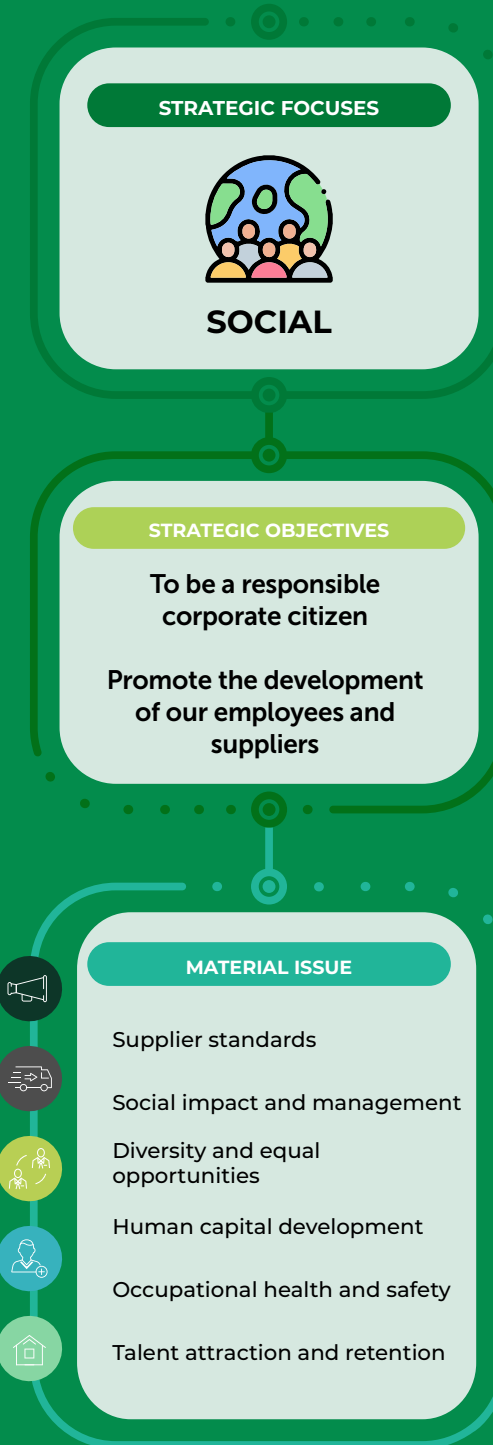 STRATEGIC FOCUSES
SOCIAL
STRATEGIC OBJECTIVES
To be a responsible
corporate citizen
Promote the development
of our employees and
suppliers
MATERIAL ISSUE
Supplier standards
Social impact and management
Diversity and equal
opportunities
Human capital development
Occupational health and safety
Talent attraction and retention